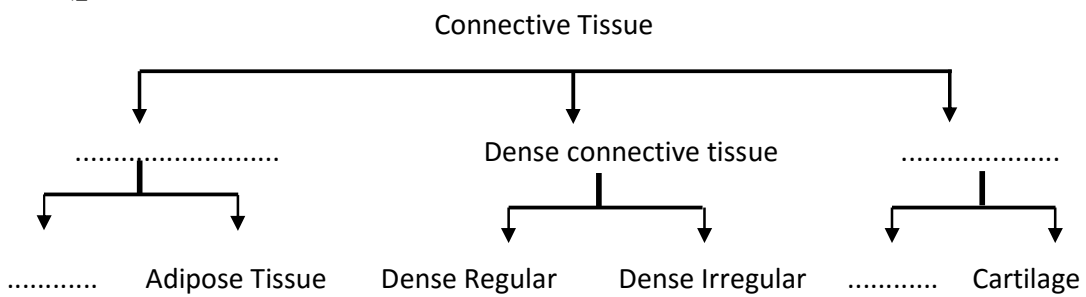 Connective Tissue
........................... Dense connective tissue .....................
............ Adipose Tissue Dense Regular Dense Irregular ............ Cartilage